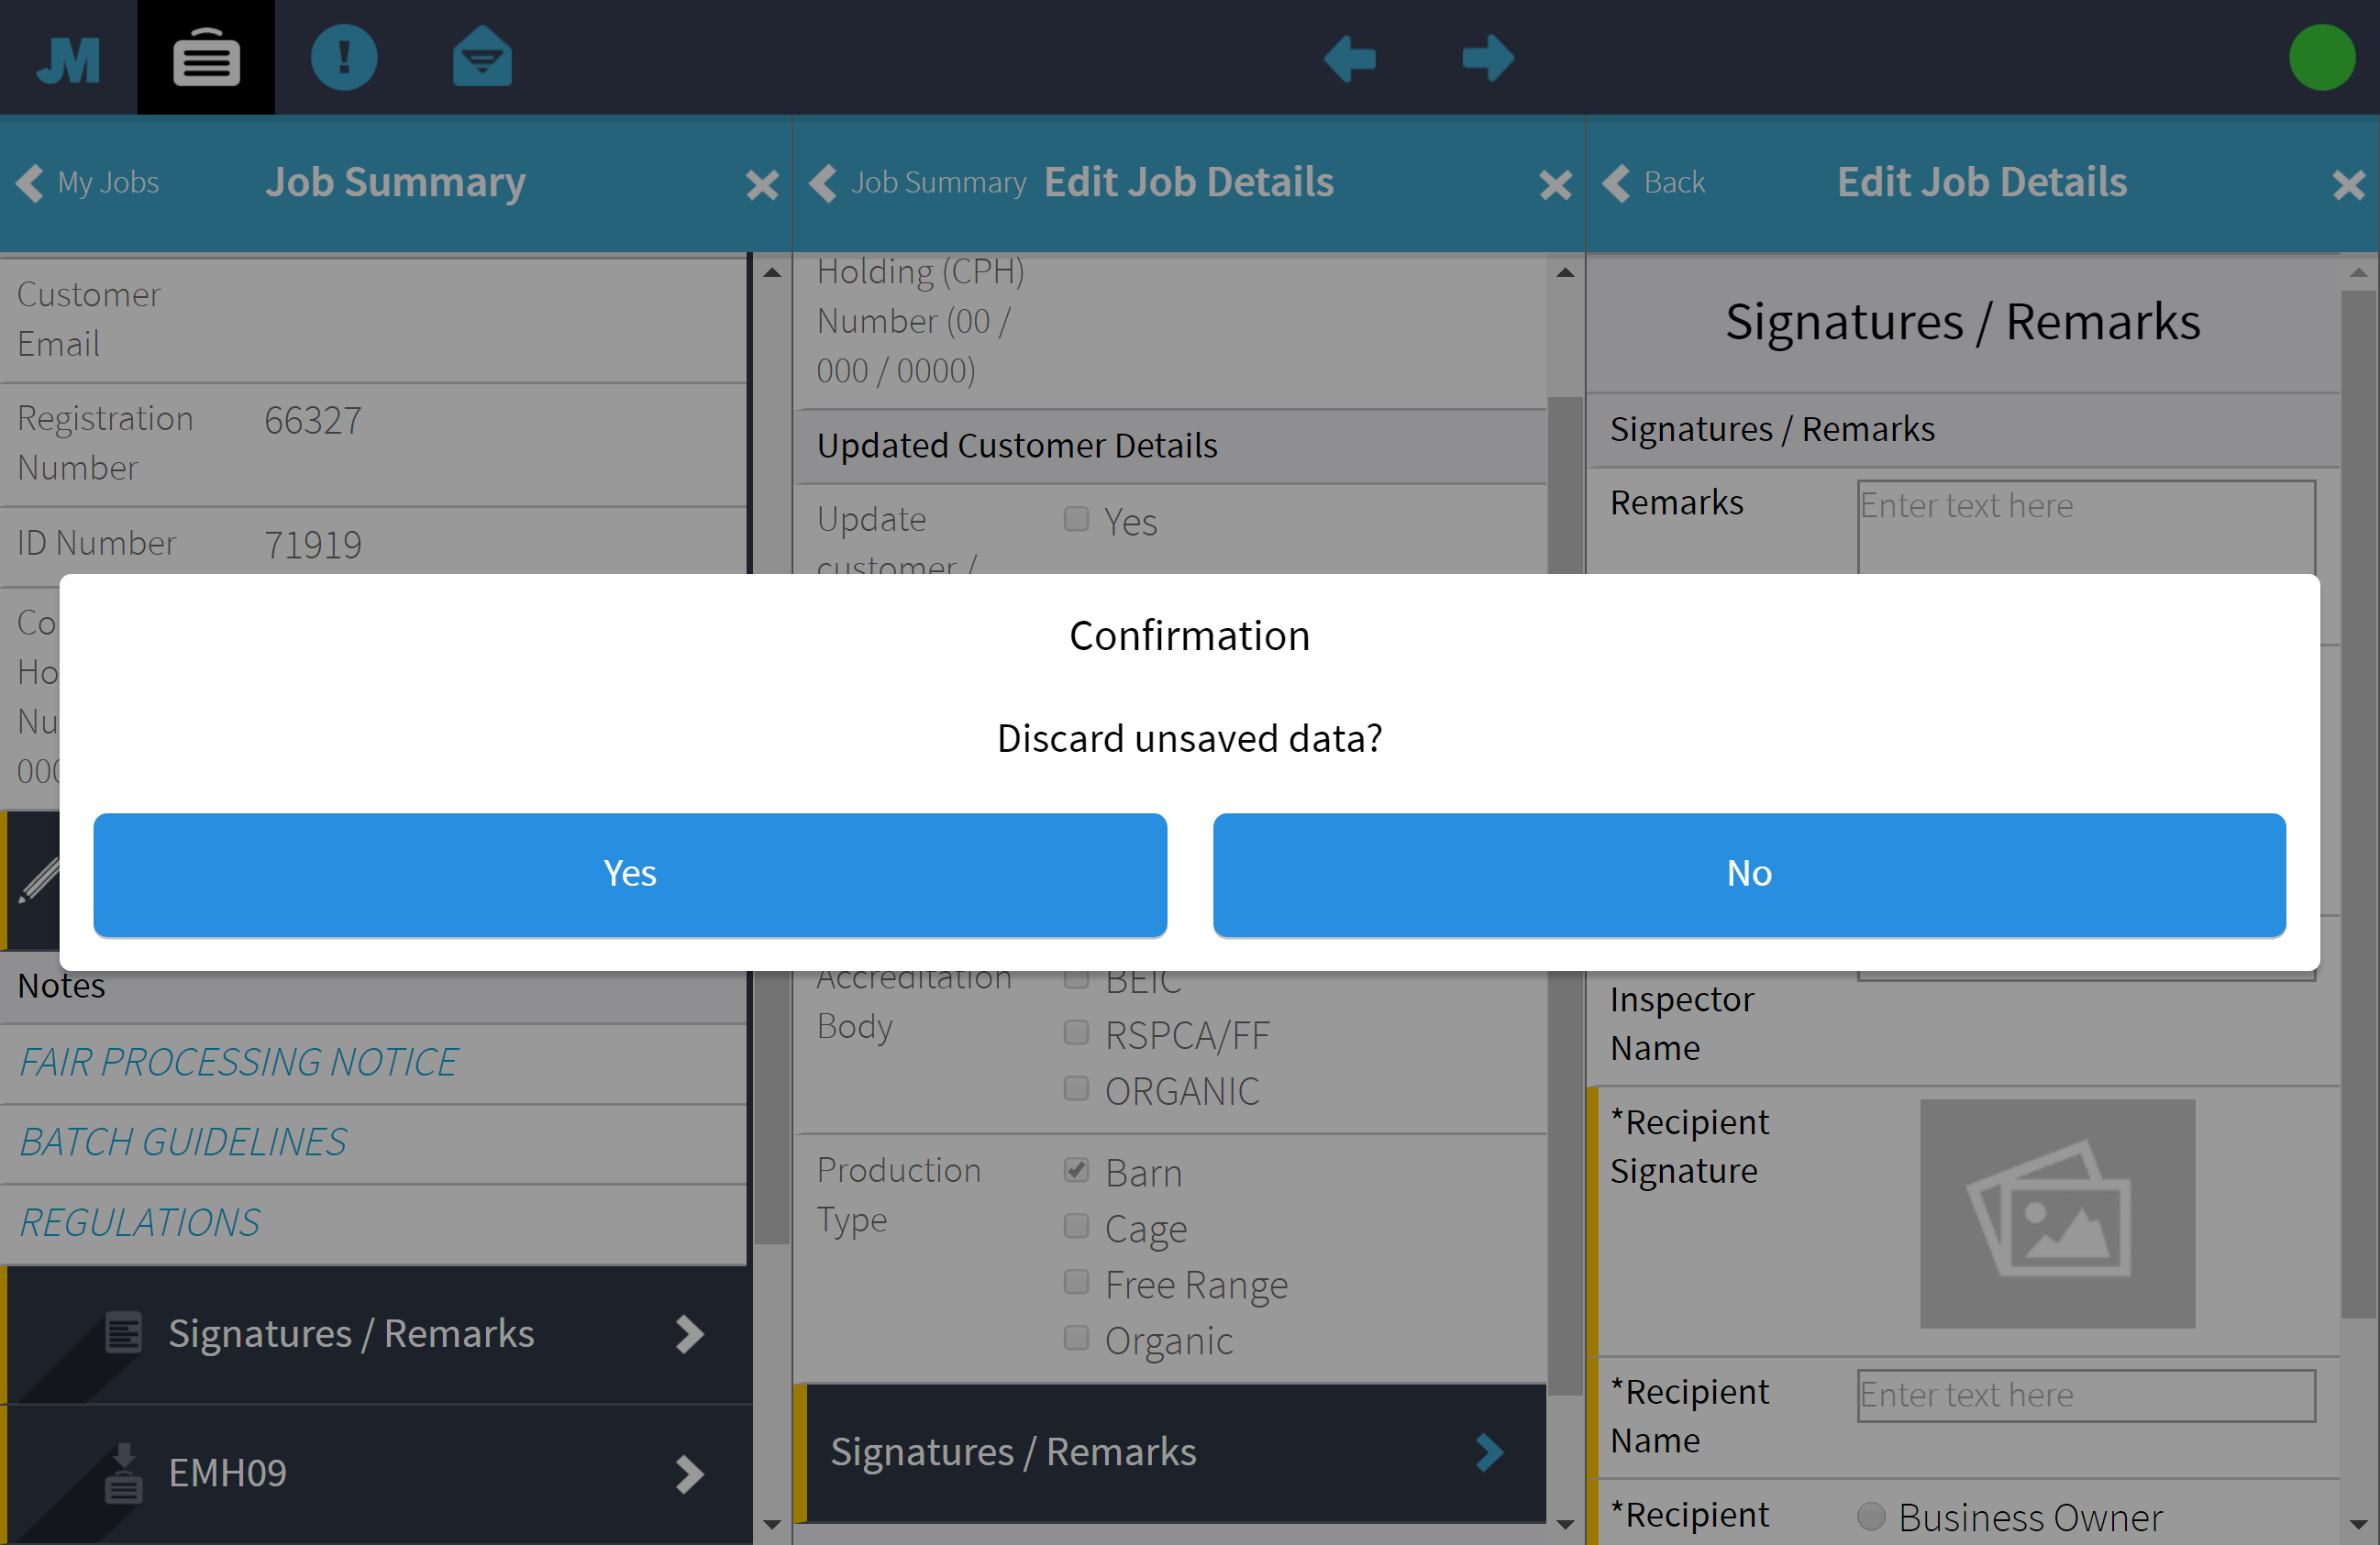 JM
My Jobs
Job Summary
Job Summary
Edit Job Details
Back
Edit Job Details
Customer
Email
Registration
Number
66327
ID Number
71919
Co
Ho
Nu
000
Notes
FAIR PROCESSING NOTICE
BATCH GUIDELINES
REGULATIONS
Signatures / Remarks
EMH09
Holding (CPH)
Number (00 /
000 / 0000)
Updated Customer Details
Update
customer /
Yes
Confirmation
Discard unsaved data?
Yes
No
Accreditation
Body
BEIC
RSPCA/FF
ORGANIC
Production
Type
Barn
Cage
Free Range
Organic
Signatures / Remarks
Signatures / Remarks
Signatures / Remarks
Remarks
Enter text here
Inspector
Name
*Recipient
Signature
*Recipient
Name
Enter text here
*Recipient
Business Owner